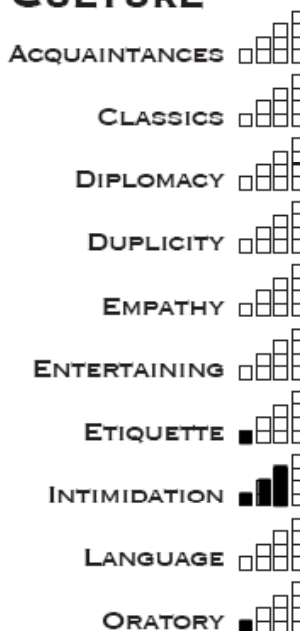 CULTURE
ACQUAINTANCES
CLASSICS
DIPLOMACY
DUPLICITY
EMPATHY
ENTERTAINING
ETIQUETTE
INTIMIDATION
LANGUAGE
ORATORY